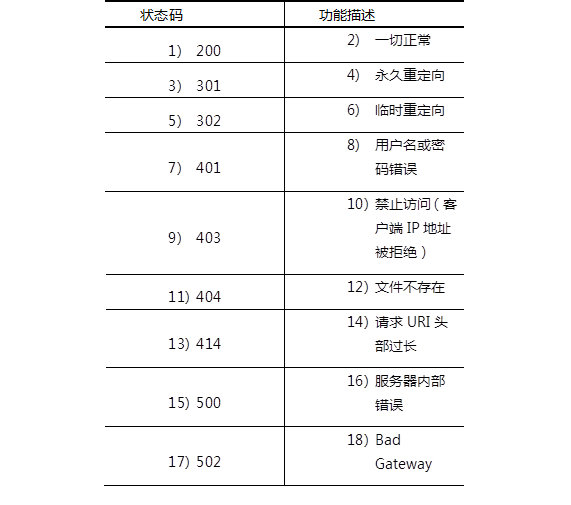 状态码 功能描述
1) 200 2) 一切正常
3) 301 4) 永久重定向
5) 302 6) 临时重定向
7) 401 8) 用户名或密
码错误
9) 403 10) 禁止访问（客
户端 IP 地址
被拒绝）
11) 404 12) 文件不存在
13) 414 14) 请求 URI 头
部过长
15) 500 16) 服务器内部
错误
17) 502 18) Bad
Gateway